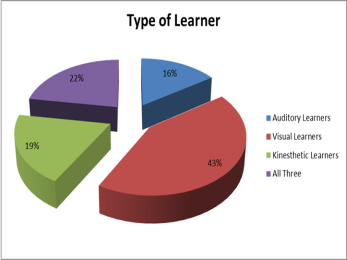 Type of Learner
16%
22%
43%
19%
Auditory Learners
Visual Learners
Kinesthetic Learners
All Three